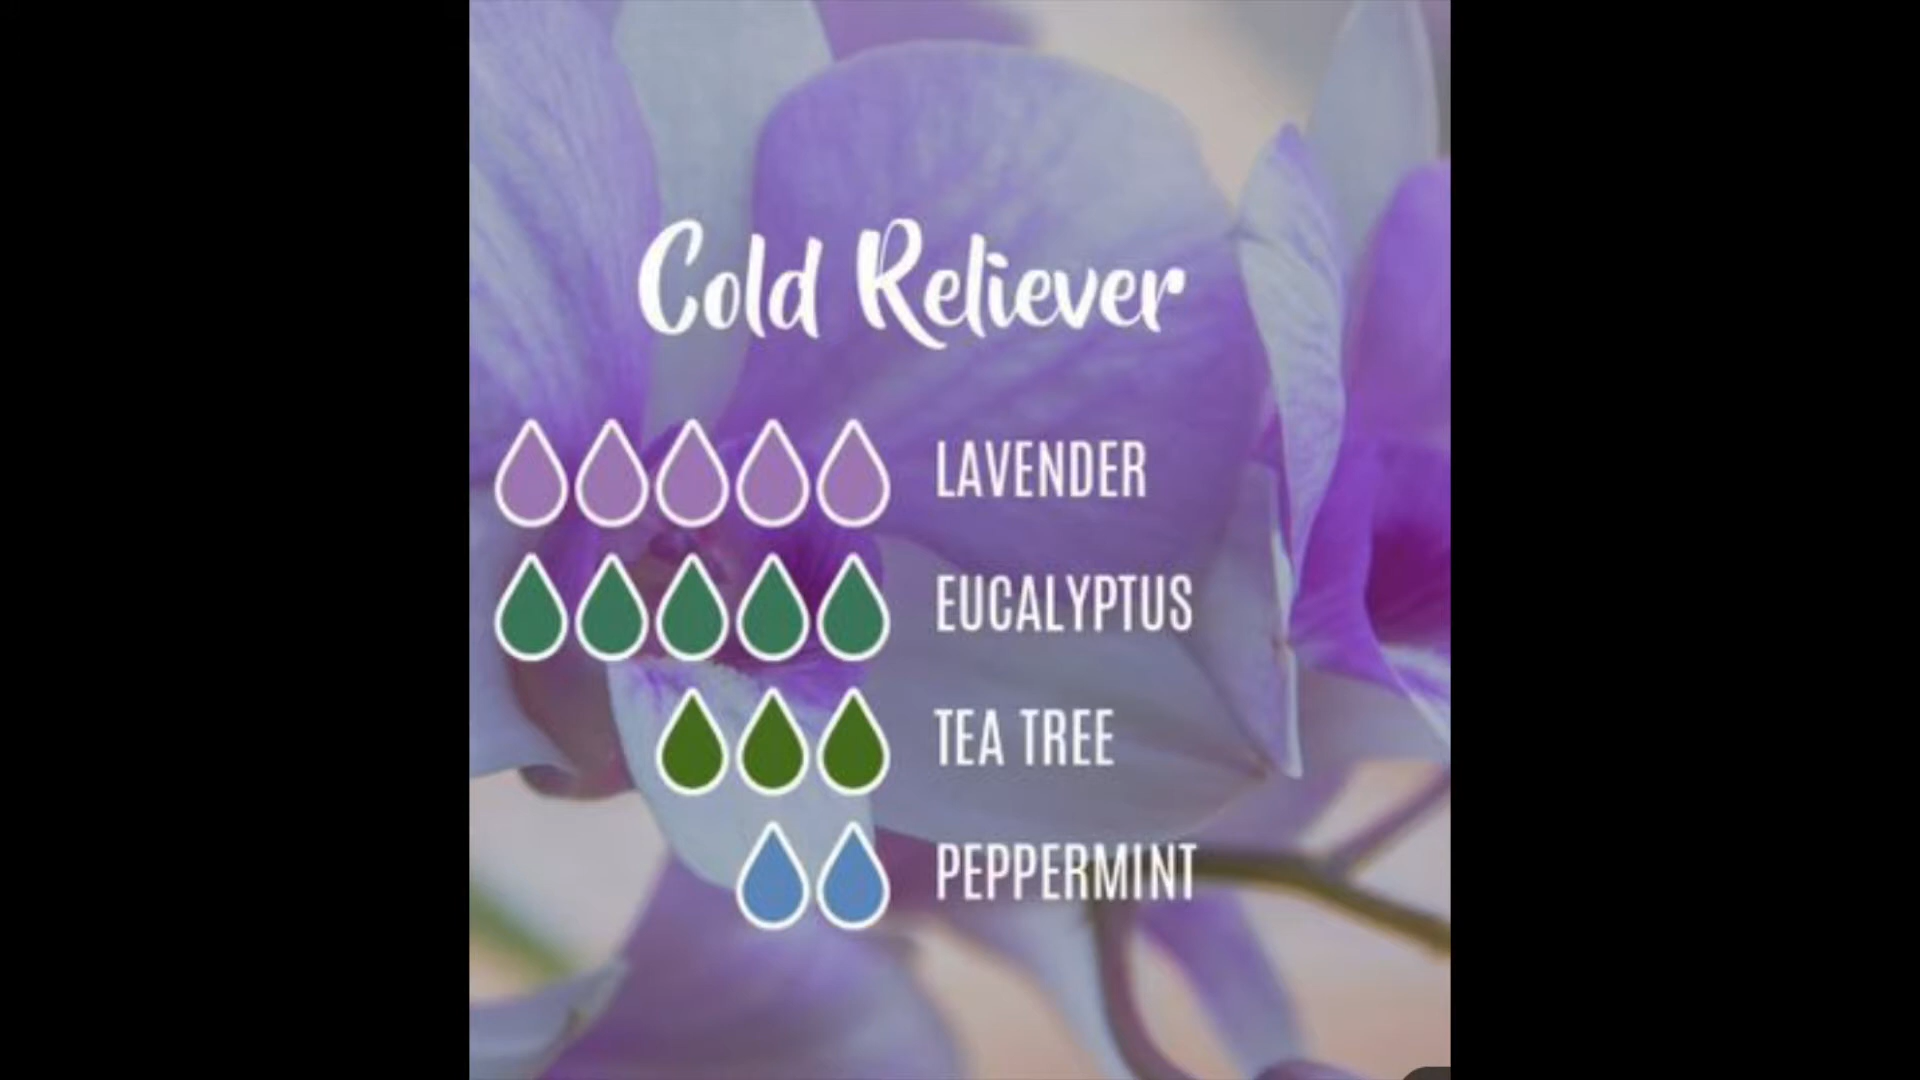 Cold Reliever
LAVENDER
EUCALYPTUS
TEA TREE
PEPPERMINT